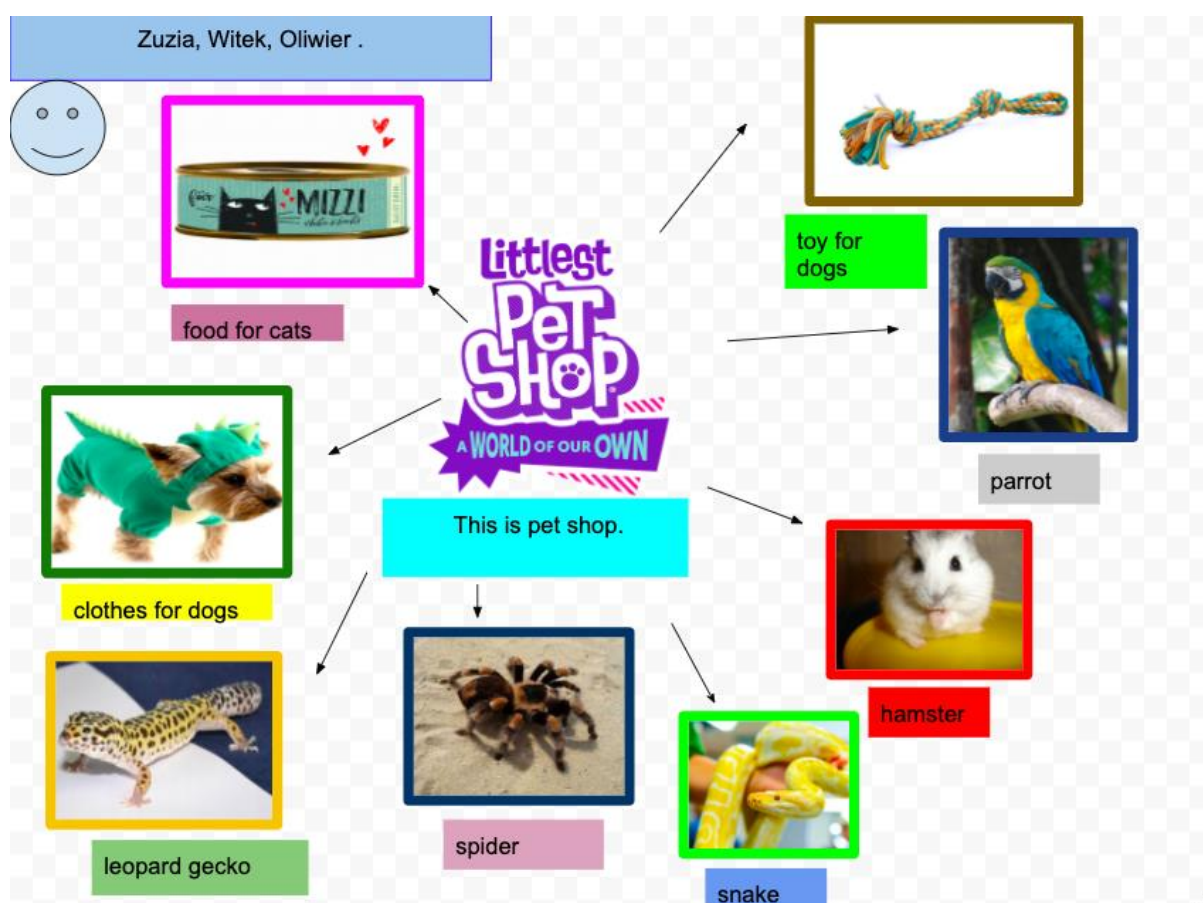 Zuzia, Witek, Oliwier .
MIZZI
food for cats
toy for
dogs
Littlest
PET
SHOP
A WORLD OF OUR OWN
parrot
This is pet shop.
clothes for dogs
hamster
spider
leopard gecko
snake